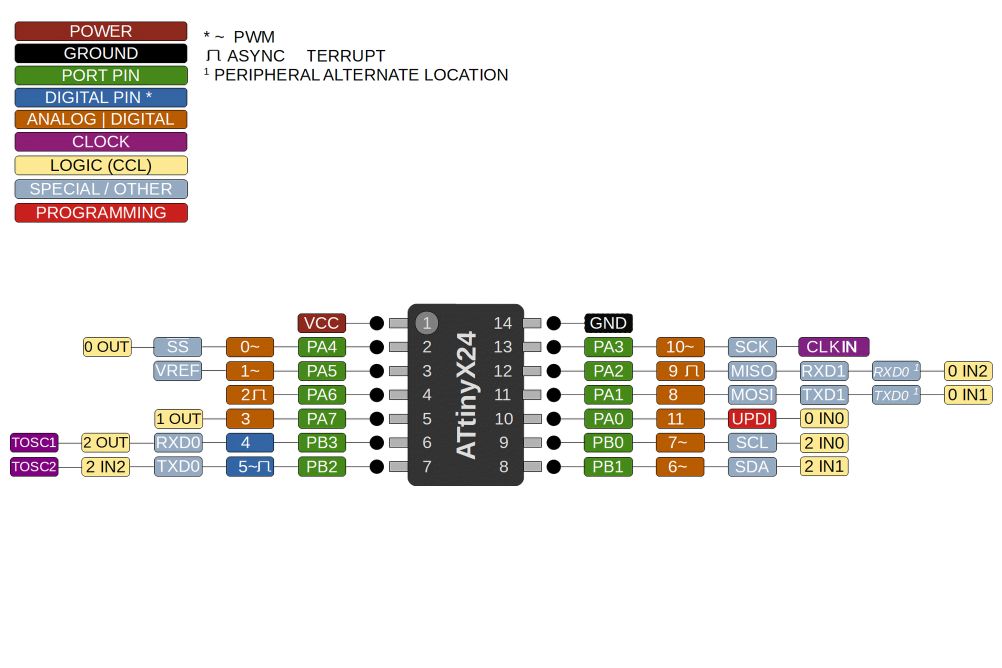 POWER
GROUND
PORT PIN
DIGITAL PIN *
ANALOG | DIGITAL
CLOCK
LOGIC (CCL)
SPECIAL / OTHER
PROGRAMMING
* ~ PWM
ASYNC TERRUPT
¹ PERIPHERAL ALTERNATE LOCATION
VCC 1 14 GND
0 OUT SS 0~ PA4 2 13 PA3 10~ SCK CLKIN
VREF 1~ PA5 3 12 PA2 9 MISO RXD1 RXD0 ¹ 0 IN2
2 PA6 4 11 PA1 8 MOSI TXD1 TXD0 ¹ 0 IN1
1 OUT 3 PA7 5 10 PA0 11 UPDI 0 IN0
TOSC1 2 OUT RXD0 4 PB3 6 9 PB0 7~ SCL 2 IN0
TOSC2 2 IN2 TXD0 5~ PB2 7 8 PB1 6~ SDA 2 IN1
ATtinyX24